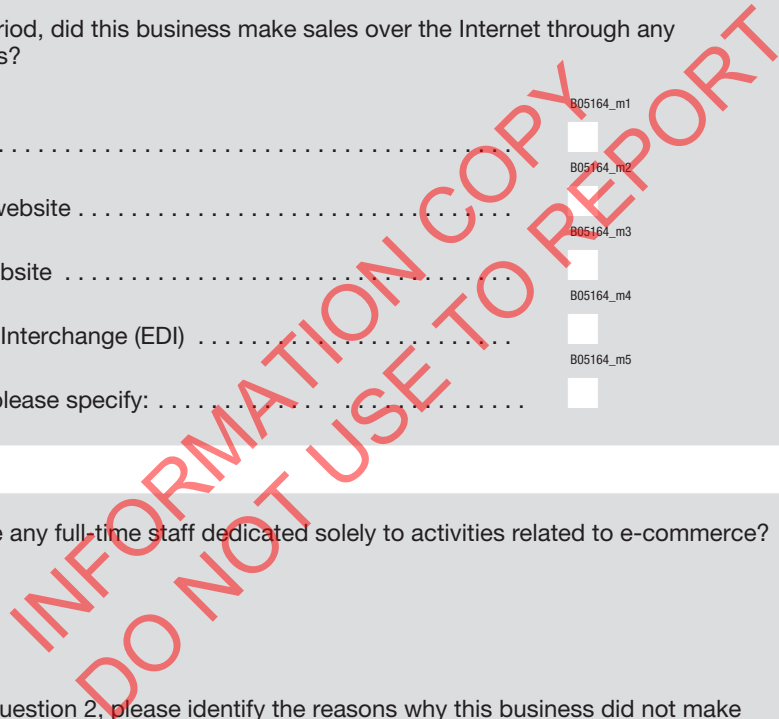 riod, did this business make sales over the Internet through any
s?
B05164_m1
. . . . . . . . . . . . . . . . . . . . . . . . . . . . . . . . . . . . . . .
B05164_m2
website . . . . . . . . . . . . . . . . . . . . . . . . . . . . . . . . .
B05164_m3
bsite . . . . . . . . . . . . . . . . . . . . . . . . . . . . . . . . . .
B05164_m4
Interchange (EDI) . . . . . . . . . . . . . . . . . . . . . . . .
B05164_m5
please specify: . . . . . . . . . . . . . . . . . . . . . . . . . . . .
e any full-time staff dedicated solely to activities related to e-commerce?
uestion 2, please identify the reasons why this business did not make
INFORMATION COPY
DO NOT USE TO REPORT